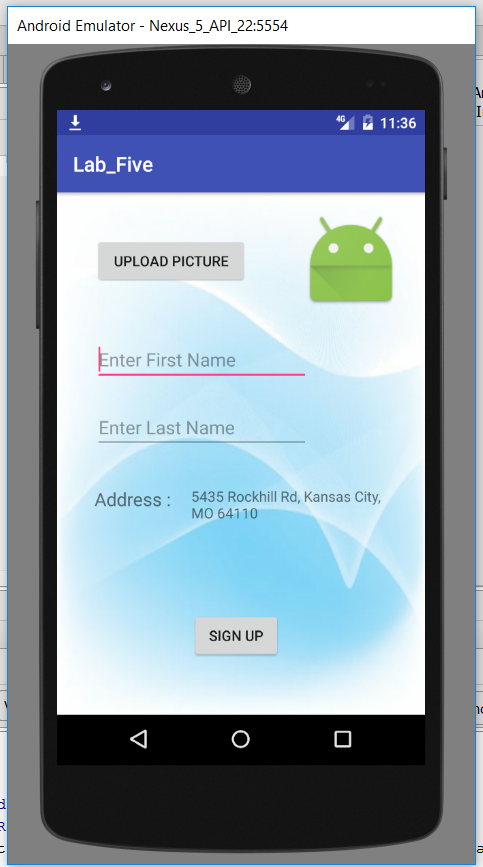 Android Emulator - Nexus_5_API_22:5554
4G 11:36
Lab_Five
UPLOAD PICTURE
Enter First Name
Enter Last Name
Address :
5435 Rockhill Rd, Kansas City,
MO 64110
SIGN UP